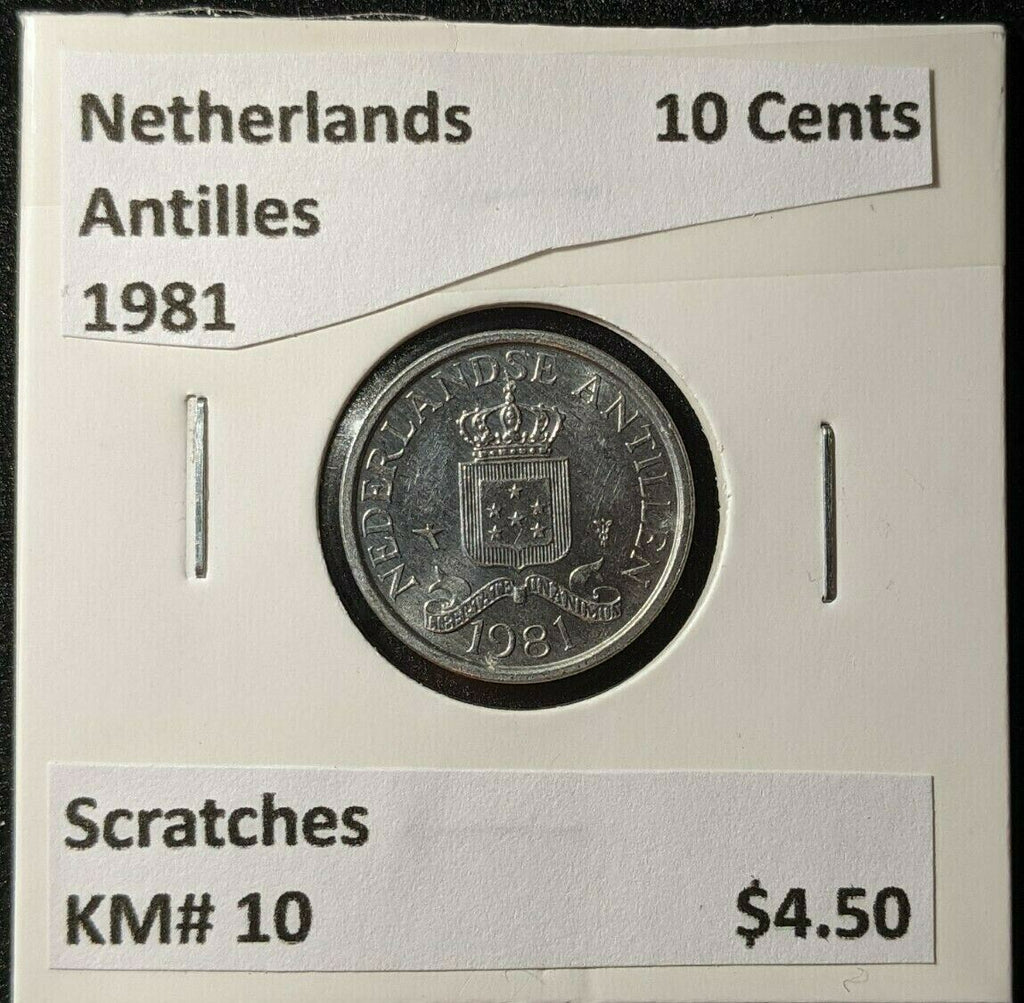 Netherlands 10 Cents
Antilles
1981
NEDERLANDSE ANTILLEN
LIBERTATE UNANIMUS
1981
Scratches
KM# 10 $4.50